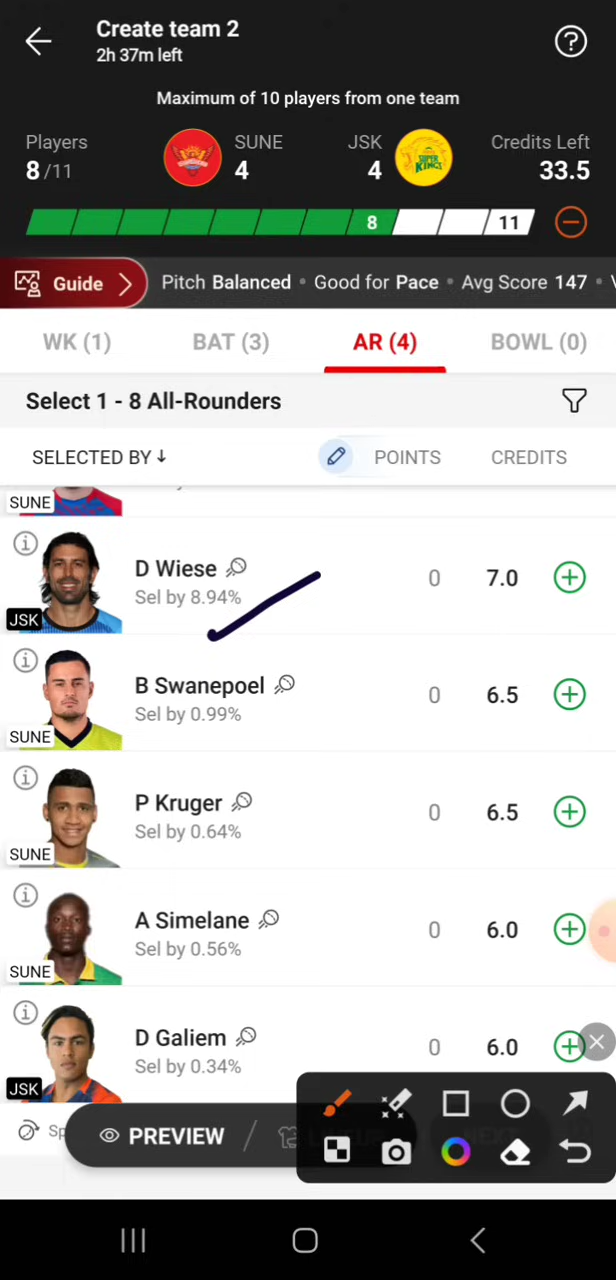 Create team 2
2h 37m left
Maximum of 10 players from one team
Players SUNE JSK Credits Left
8/11 4 4 33.5
8 11
Guide Pitch Balanced • Good for Pace • Avg Score 147 •
WK (1) BAT (3) AR (4) BOWL (0)
Select 1 - 8 All-Rounders
SELECTED BY ↓ POINTS CREDITS
SUNE
D Wiese 0 7.0
Sel by 8.94%
JSK
B Swanepoel 0 6.5
Sel by 0.99%
SUNE
P Kruger 0 6.5
Sel by 0.64%
SUNE
A Simelane 0 6.0
Sel by 0.56%
SUNE
D Galiem 0 6.0
Sel by 0.34%
JSK
PREVIEW /